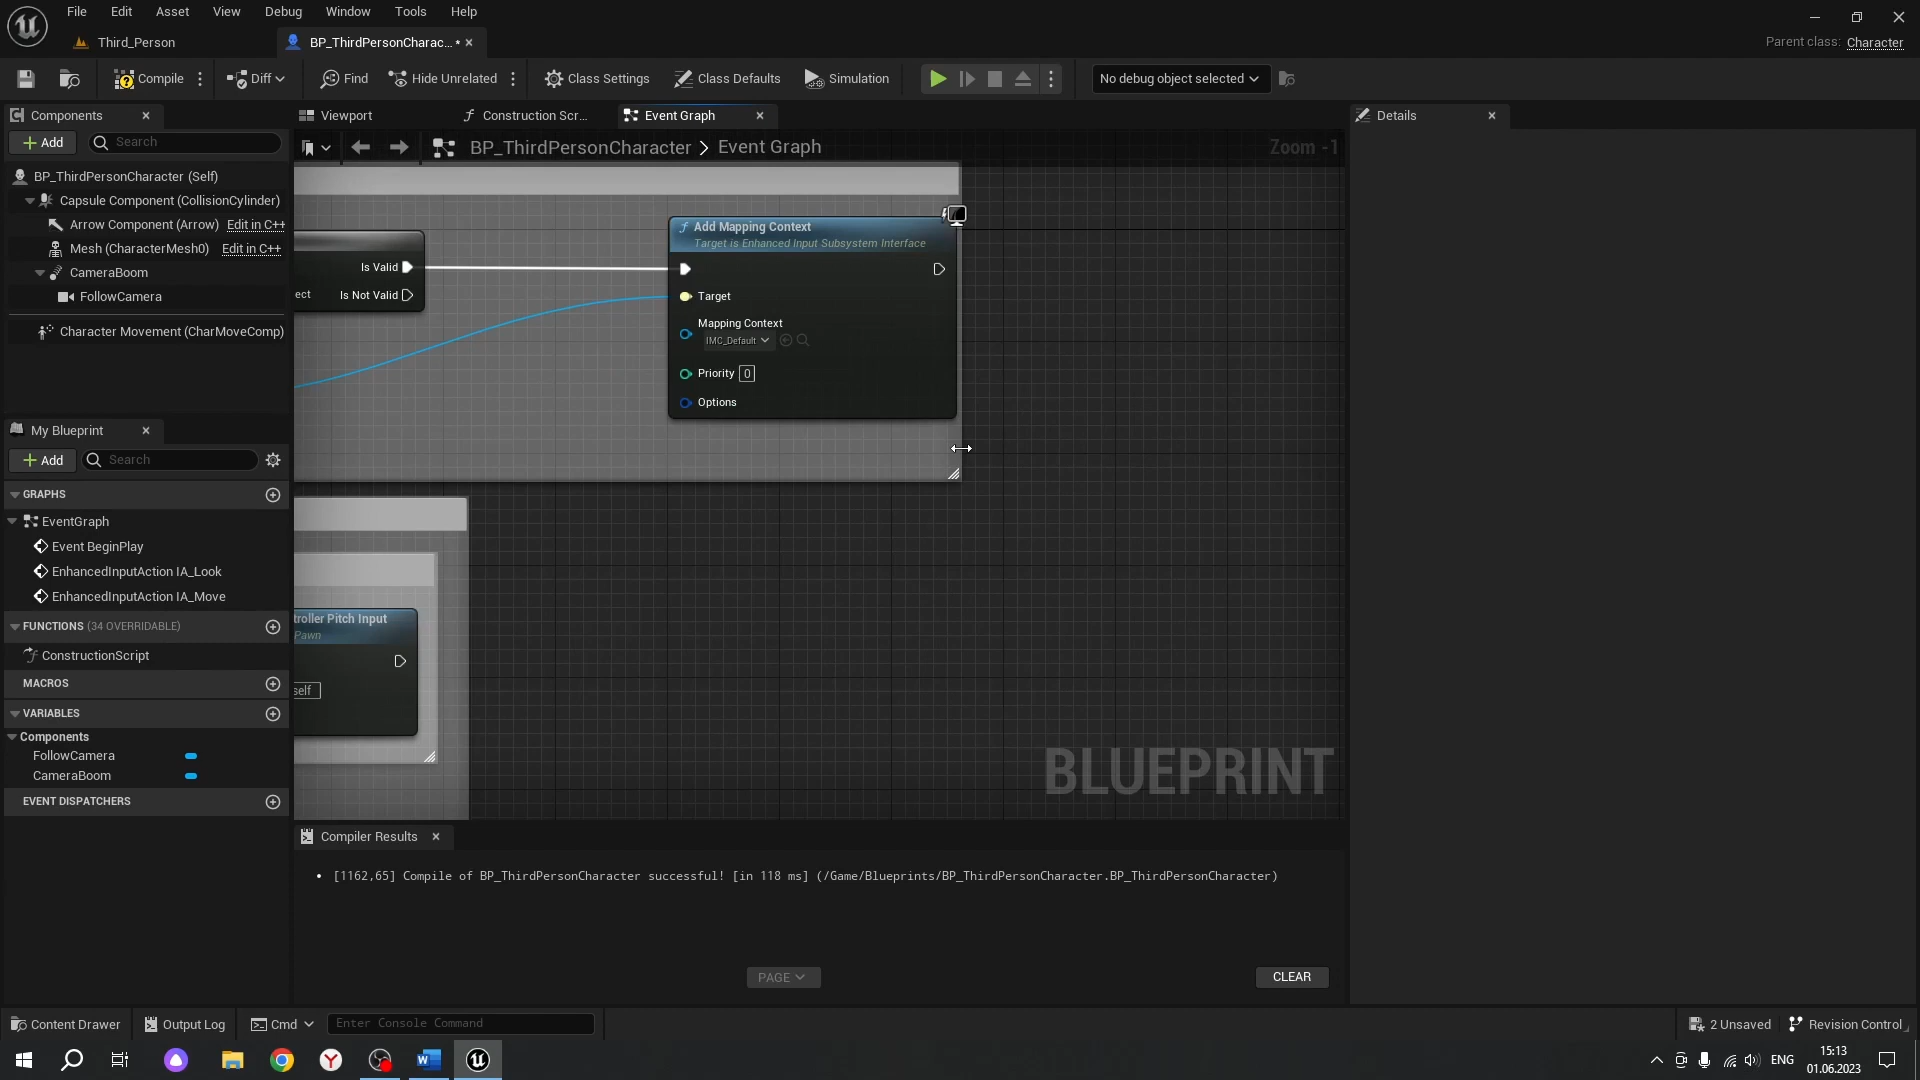 File Edit Asset View Debug Window Tools Help
Third_Person
BP_ThirdPersonCharac... *
Parent class: Character
Compile
Diff
Find
Hide Unrelated
Class Settings
Class Defaults
Simulation
No debug object selected
Components
Add
Search
BP_ThirdPersonCharacter (Self)
Capsule Component (CollisionCylinder)
Arrow Component (Arrow) Edit in C++
Mesh (CharacterMesh0) Edit in C++
CameraBoom
FollowCamera
Character Movement (CharMoveComp)
My Blueprint
Add
Search
GRAPHS
EventGraph
Event BeginPlay
EnhancedInputAction IA_Look
EnhancedInputAction IA_Move
FUNCTIONS (34 OVERRIDABLE)
ConstructionScript
MACROS
VARIABLES
Components
FollowCamera
CameraBoom
EVENT DISPATCHERS
Viewport
Construction Scr...
Event Graph
BP_ThirdPersonCharacter > Event Graph
Zoom -1
Is Valid
ect Is Not Valid
Add Mapping Context
Target is Enhanced Input Subsystem Interface
Target
Mapping Context
IMC_Default
Priority 0
Options
troller Pitch Input
Pawn
self
BLUEPRINT
Compiler Results
• [1162,65] Compile of BP_ThirdPersonCharacter successful! [in 118 ms] (/Game/Blueprints/BP_ThirdPersonCharacter.BP_ThirdPersonCharacter)
PAGE
CLEAR
Details
Content Drawer
Output Log
Cmd
Enter Console Command
2 Unsaved
Revision Control
ENG
15:13
01.06.2023